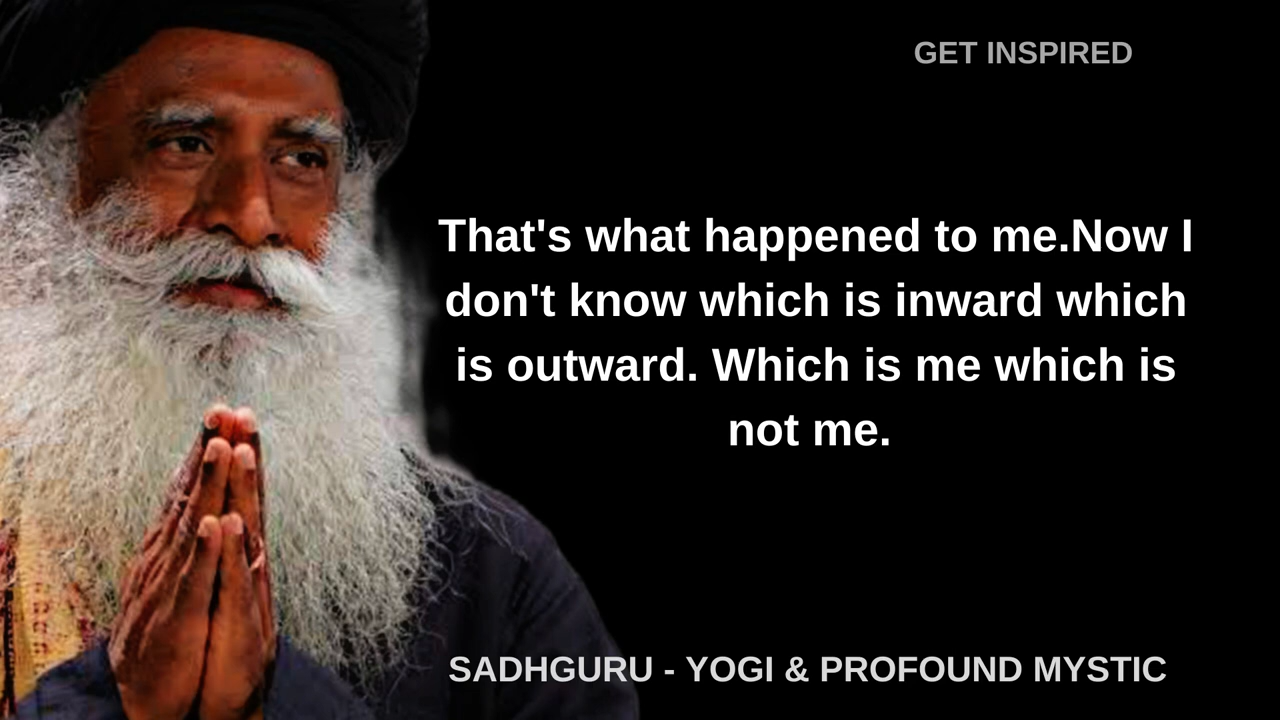 GET INSPIRED
That's what happened to me.Now I
don't know which is inward which
is outward. Which is me which is
not me.
SADHGURU - YOGI & PROFOUND MYSTIC